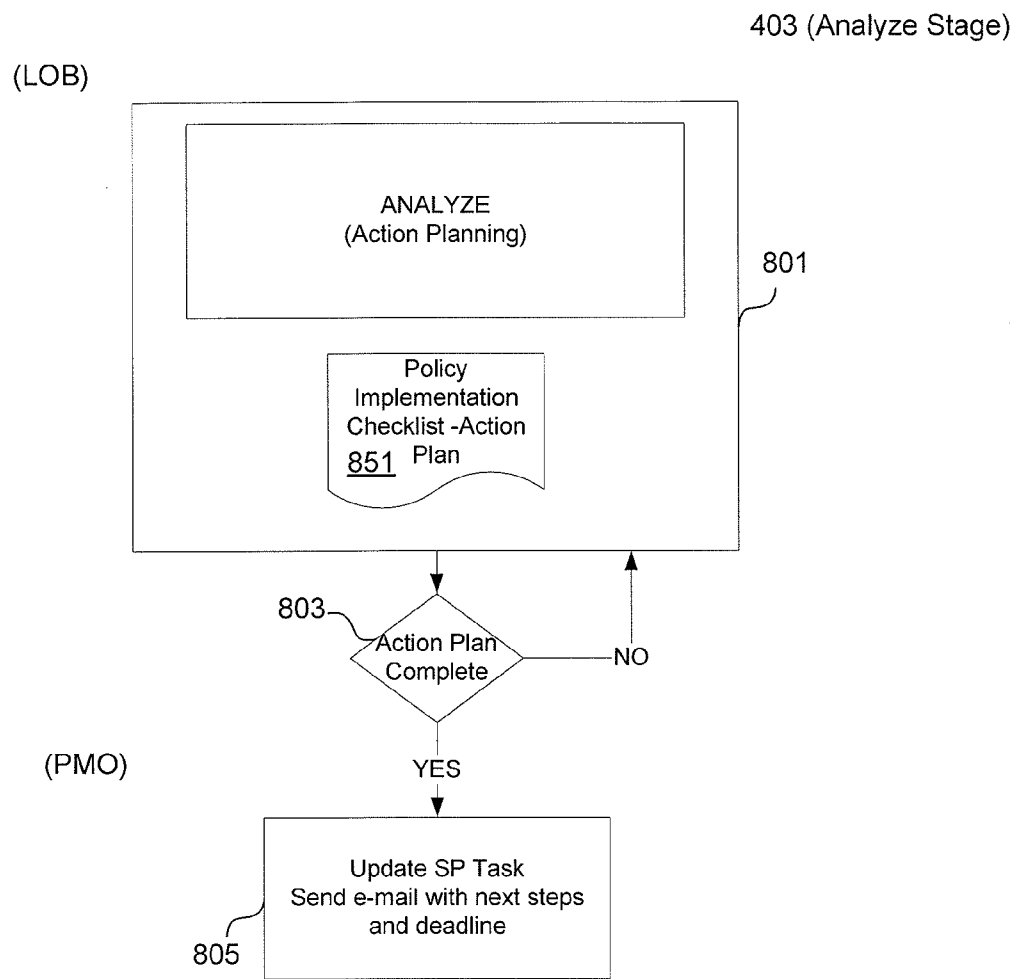 403 (Analyze Stage)
(LOB)
ANALYZE
(Action Planning)
801
Policy
Implementation
Checklist -Action
851 Plan
803
Action Plan
Complete
NO
(PMO)
YES
Update SP Task
Send e-mail with next steps
and deadline
805